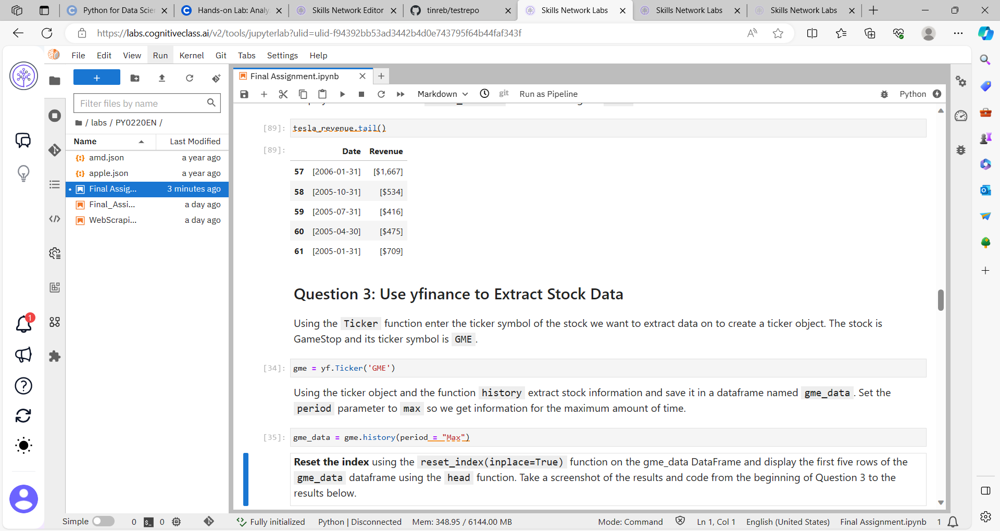 Python for Data Scien
Hands-on Lab: Analy
Skills Network Editor
tinreb/testrepo
Skills Network Labs
Skills Network Labs
Skills Network Labs
https://labs.cognitiveclass.ai/v2/tools/jupyterlab?ulid=ulid-f94392bb53ad3442b4d0e743795f64b44faf343f
File Edit View Run Kernel Git Tabs Settings Help
Final Assignment.ipynb
Markdown
git
Run as Pipeline
Python
Filter files by name
/ labs / PY0220EN /
Name Last Modified
amd.json a year ago
apple.json a year ago
Final Assig... 3 minutes ago
Final_Assi... a day ago
WebScrapi... a day ago
1
[89]: tesla_revenue.tail()
[89]: Date Revenue
57 [2006-01-31] [$1,667]
58 [2005-10-31] [$534]
59 [2005-07-31] [$416]
60 [2005-04-30] [$475]
61 [2005-01-31] [$709]
Question 3: Use yfinance to Extract Stock Data
Using the Ticker function enter the ticker symbol of the stock we want to extract data on to create a ticker object. The stock is
GameStop and its ticker symbol is GME .
[34]: gme = yf.Ticker('GME')
Using the ticker object and the function history extract stock information and save it in a dataframe named gme_data . Set the
period parameter to max so we get information for the maximum amount of time.
[35]: gme_data = gme.history(period = "Max")
Reset the index using the reset_index(inplace=True) function on the gme_data DataFrame and display the first five rows of the
gme_data dataframe using the head function. Take a screenshot of the results and code from the beginning of Question 3 to the
results below.
Simple 0 $_ 0 Fully initialized Python | Disconnected Mem: 348.95 / 6144.00 MB Mode: Command Ln 1, Col 1 English (United States) Final Assignment.ipynb 1